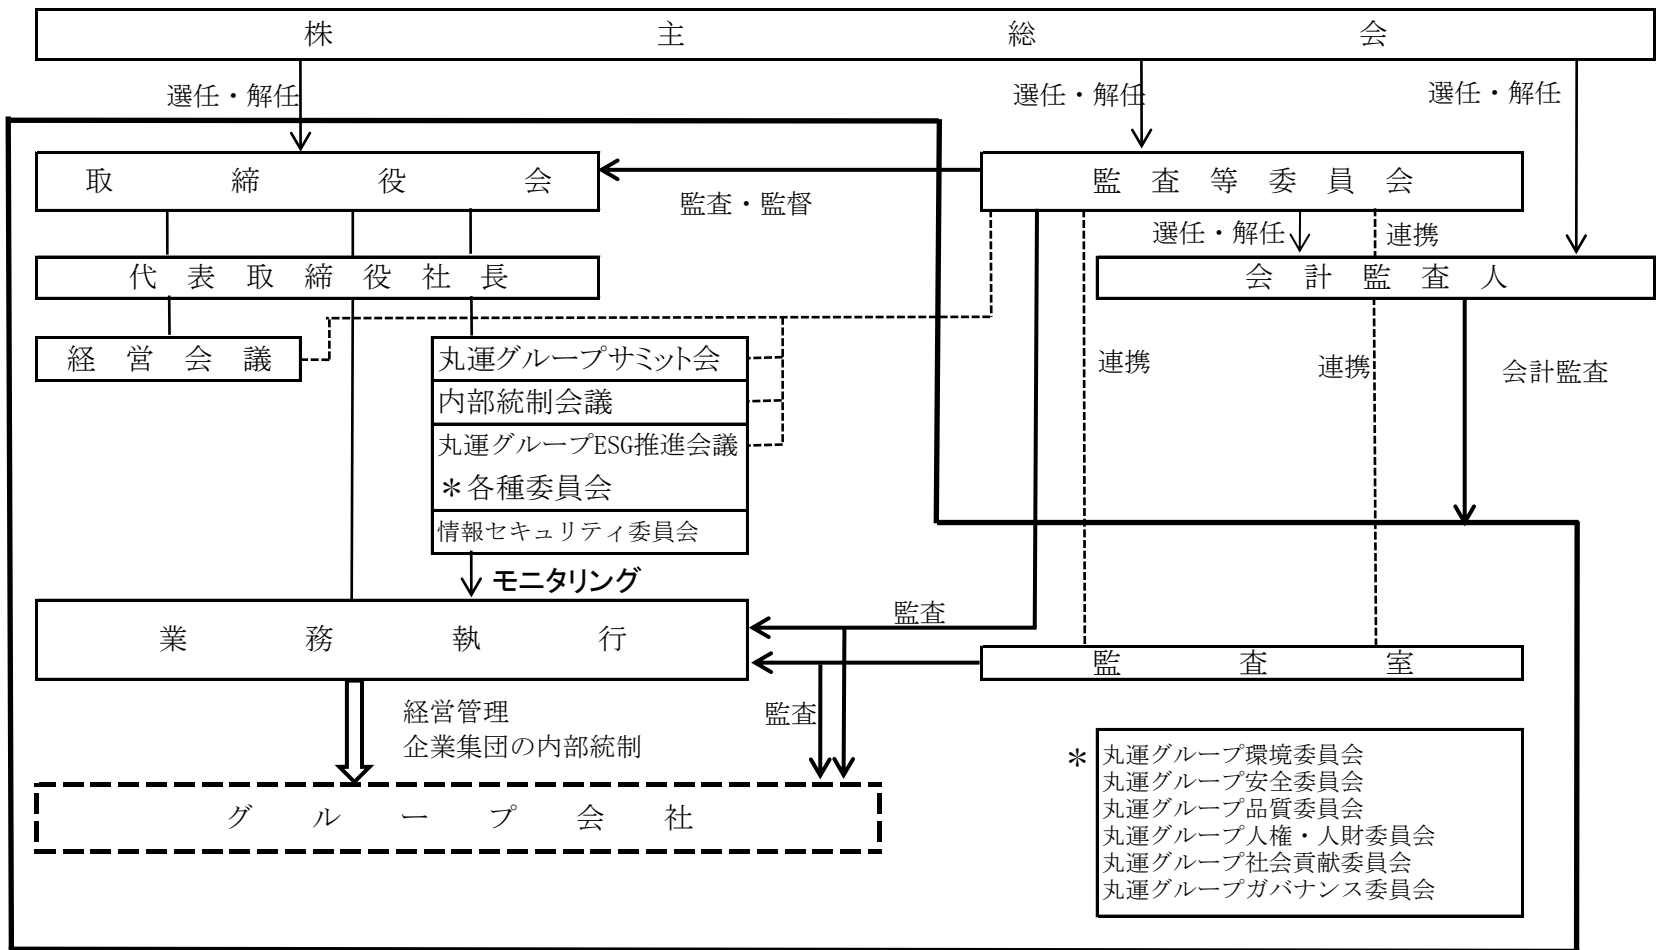 株主総会
選任・解任
選任・解任
選任・解任
取締役会
監査等委員会
監査・監督
選任・解任
連携
代表取締役社長
会計監査人
経営会議
丸運グループサミット会
内部統制会議
丸運グループESG推進会議
＊各種委員会
情報セキュリティ委員会
連携
連携
会計監査
モニタリング
業務執行
監査
監査室
経営管理
企業集団の内部統制
監査
グループ会社
＊
丸運グループ環境委員会
丸運グループ安全委員会
丸運グループ品質委員会
丸運グループ人権・人財委員会
丸運グループ社会貢献委員会
丸運グループガバナンス委員会